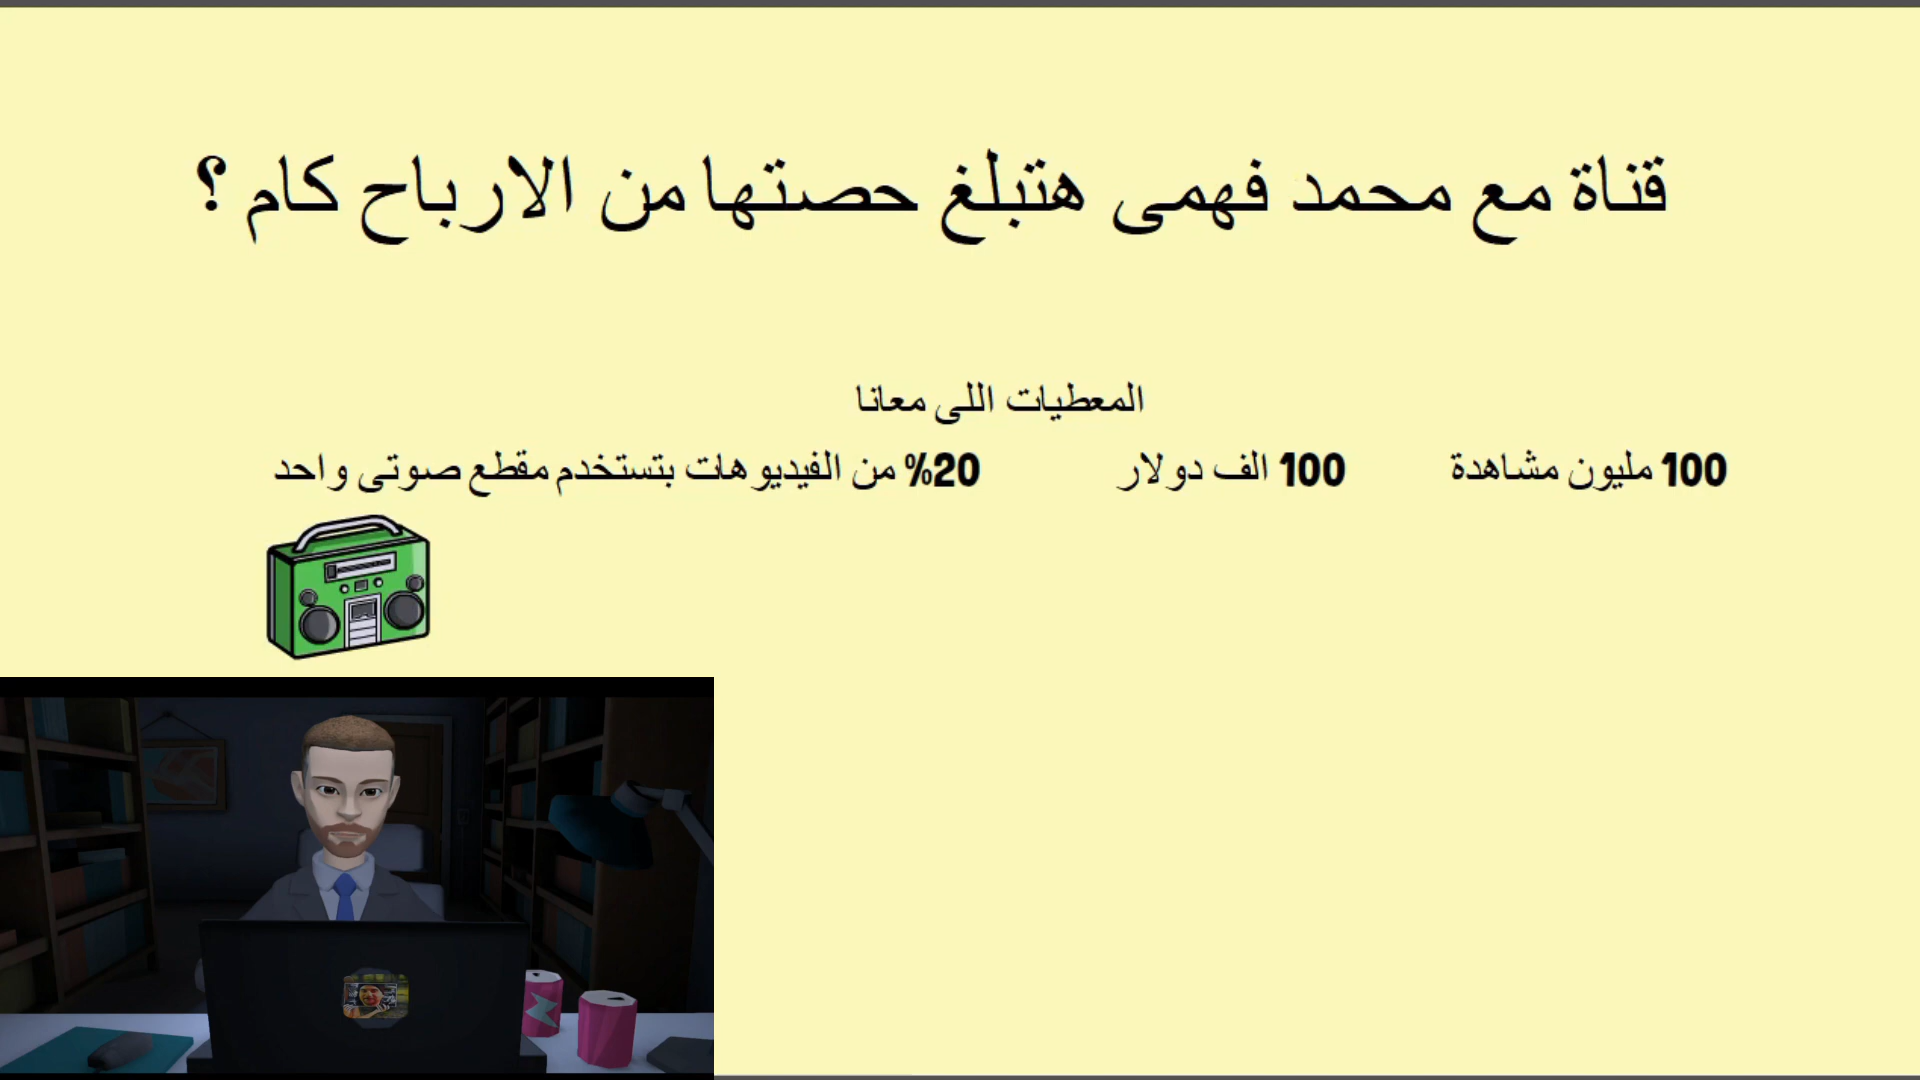 قناة مع محمد فهمى هتبلغ حصتها من الارباح كام ؟
المعطيات اللى معانا
100 مليون مشاهدة 100 الف دولار 20% من الفيديوهات بتستخدم مقطع صوتى واحد